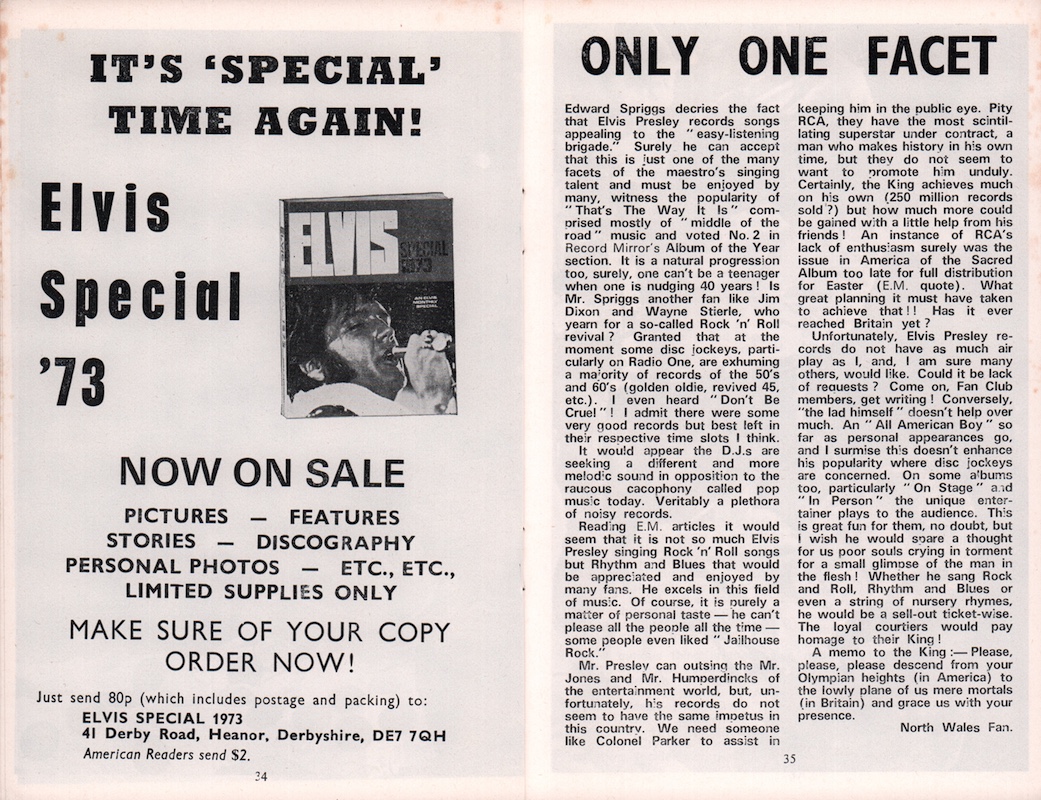 IT'S 'SPECIAL'
TIME AGAIN!
Elvis
Special
'73
ELVIS
SPECIAL
1973
AN ELVIS
MONTHLY
SPECIAL
NOW ON SALE
PICTURES — FEATURES
STORIES — DISCOGRAPHY
PERSONAL PHOTOS — ETC., ETC.,
LIMITED SUPPLIES ONLY
MAKE SURE OF YOUR COPY
ORDER NOW!
Just send 80p (which includes postage and packing) to:
ELVIS SPECIAL 1973
41 Derby Road, Heanor, Derbyshire, DE7 7QH
American Readers send $2.
34
ONLY ONE FACET
Edward Spriggs decries the fact
that Elvis Presley records songs
appealing to the "easy-listening
brigade." Surely he can accept
that this is just one of the many
facets of the maestro's singing
talent and must be enjoyed by
many, witness the popularity of
"That's The Way It Is" com-
prised mostly of "middle of the
road" music and voted No. 2 in
Record Mirror's Album of the Year
section. It is a natural progression
too, surely, one can't be a teenager
when one is nudging 40 years! Is
Mr. Spriggs another fan like Jim
Dixon and Wayne Stierle, who
yearn for a so-called Rock 'n' Roll
revival? Granted that at the
moment some disc jockeys, parti-
cularly on Radio One, are exhuming
a majority of records of the 50's
and 60's (golden oldie, revived 45,
etc.). I even heard "Don't Be
Cruel"! I admit there were some
very good records but best left in
their respective time slots I think.
It would appear the D.J.s are
seeking a different and more
melodic sound in opposition to the
raucous cacophony called pop
music today. Veritably a plethora
of noisy records.
Reading E.M. articles it would
seem that it is not so much Elvis
Presley singing Rock 'n' Roll songs
but Rhythm and Blues that would
be appreciated and enjoyed by
many fans. He excels in this field
of music. Of course, it is purely a
matter of personal taste — he can't
please all the people all the time —
some people even liked "Jailhouse
Rock."
Mr. Presley can outsing the Mr.
Jones and Mr. Humperdincks of
the entertainment world, but, un-
fortunately, his records do not
seem to have the same impetus in
this country. We need someone
like Colonel Parker to assist in
keeping him in the public eye. Pity
RCA, they have the most scintil-
lating superstar under contract, a
man who makes history in his own
time, but they do not seem to
want to promote him unduly.
Certainly, the King achieves much
on his own (250 million records
sold?) but how much more could
be gained with a little help from his
friends! An instance of RCA's
lack of enthusiasm surely was the
issue in America of the Sacred
Album too late for full distribution
for Easter (E.M. quote). What
great planning it must have taken
to achieve that!! Has it ever
reached Britain yet?
Unfortunately, Elvis Presley re-
cords do not have as much air
play as I, and, I am sure many
others, would like. Could it be lack
of requests? Come on, Fan Club
members, get writing! Conversely,
"the lad himself" doesn't help over
much. An "All American Boy" so
far as personal appearances go,
and I surmise this doesn't enhance
his popularity where disc jockeys
are concerned. On some albums
too, particularly "On Stage" and
"In Person" the unique enter-
tainer plays to the audience. This
is great fun for them, no doubt, but
I wish he would spare a thought
for us poor souls crying in torment
for a small glimpse of the man in
the flesh! Whether he sang Rock
and Roll, Rhythm and Blues or
even a string of nursery rhymes,
he would be a sell-out ticket-wise.
The loyal courtiers would pay
homage to their King!
A memo to the King:— Please,
please, please descend from your
Olympian heights (in America) to
the lowly plane of us mere mortals
(in Britain) and grace us with your
presence.
North Wales Fan.
35